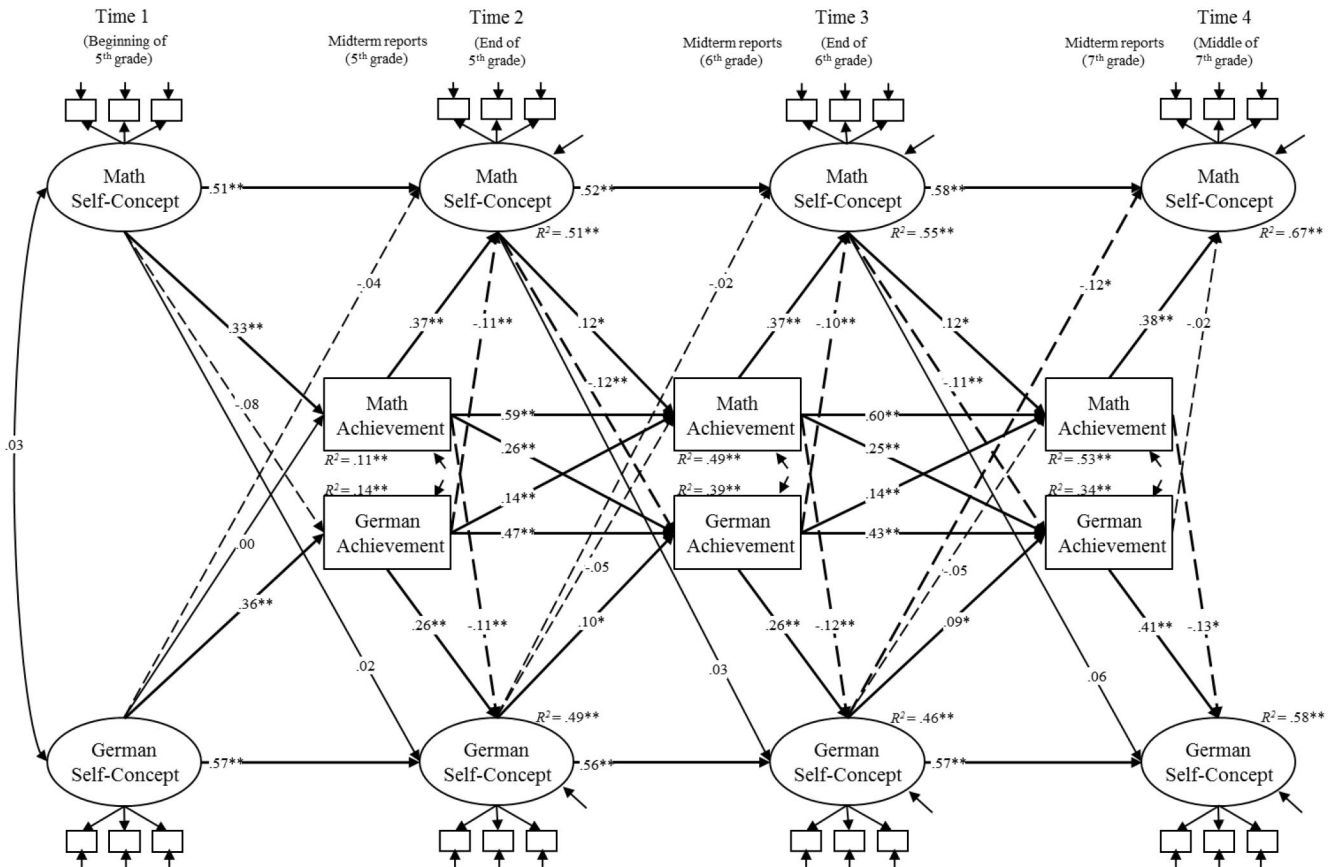 Time 1
(Beginning of
5th grade)
Midterm reports
(5th grade)
Time 2
(End of
5th grade)
Midterm reports
(6th grade)
Time 3
(End of
6th grade)
Midterm reports
(7th grade)
Time 4
(Middle of
7th grade)
Math
Self-Concept
.51**
Math
Self-Concept
.52**
Math
Self-Concept
.58**
Math
Self-Concept
R² = .51**
R² = .55**
R² = .67**
-.04
-.02
-.12*
.33**
.37**
-.11**
.12*
.37**
-.10**
.12*
.38**
-.02
-.08
-.12**
-.11**
Math
Achievement
.59**
Math
Achievement
.60**
Math
Achievement
.03
.26**
.25**
R² = .11**
R² = .49**
R² = .53**
R² = .14**
R² = .39**
R² = .34**
.14**
.14**
German
Achievement
.47**
German
Achievement
.43**
German
Achievement
.00
-.05
-.05
.36**
.26**
-.11**
.10*
.26**
-.12**
.09*
.41**
-.13*
.02
.03
.06
R² = .49**
R² = .46**
R² = .58**
German
Self-Concept
.57**
German
Self-Concept
.56**
German
Self-Concept
.57**
German
Self-Concept